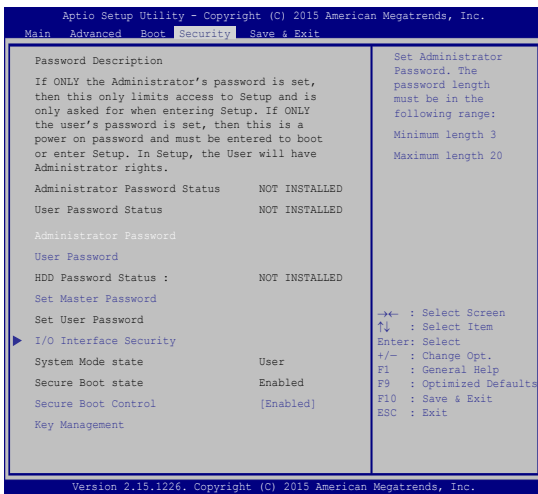 Aptio Setup Utility - Copyright (C) 2015 American Megatrends, Inc.
Main Advanced Boot Security Save & Exit
Password Description
If ONLY the Administrator's password is set,
then this only limits access to Setup and is
only asked for when entering Setup. If ONLY
the user's password is set, then this is a
power on password and must be entered to boot
or enter Setup. In Setup, the User will have
Administrator rights.
Administrator Password Status NOT INSTALLED
User Password Status NOT INSTALLED
Administrator Password
User Password
HDD Password Status : NOT INSTALLED
Set Master Password
Set User Password
I/O Interface Security
System Mode state User
Secure Boot state Enabled
Secure Boot Control [Enabled]
Key Management
Set Administrator
Password. The
password length
must be in the
following range:
Minimum length 3
Maximum length 20
→← : Select Screen
↑↓ : Select Item
Enter: Select
+/— : Change Opt.
F1 : General Help
F9 : Optimized Defaults
F10 : Save & Exit
ESC : Exit
Version 2.15.1226. Copyright (C) 2015 American Megatrends, Inc.